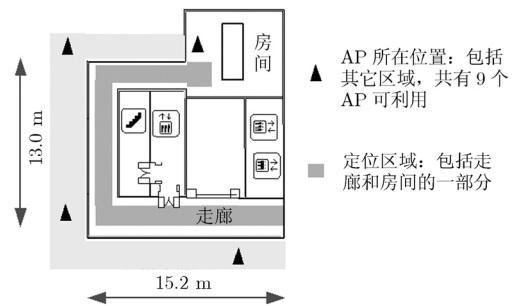 房
间
AP 所在位置：包括
其它区域，共有 9 个
AP 可利用
13.0 m
定位区域：包括走
廊和房间的一部分
走廊
15.2 m